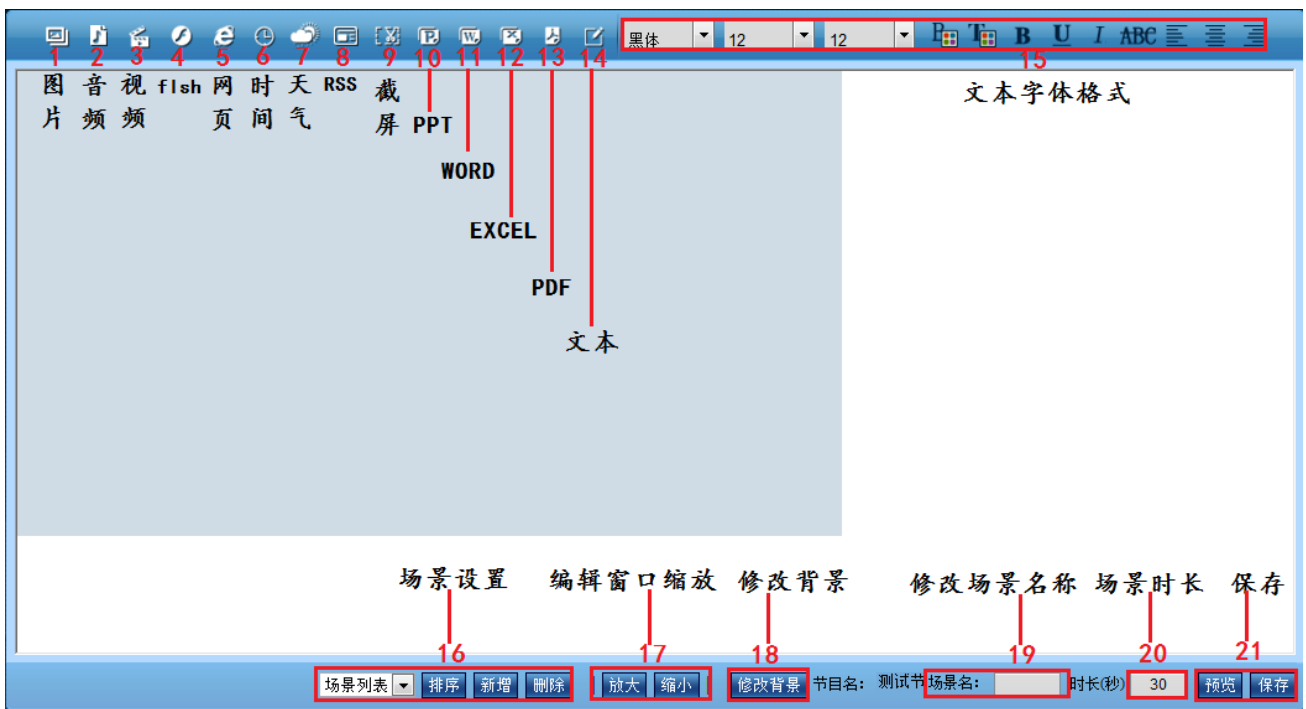 黑体 12 12 B T B U I ABC
1 2 3 4 5 6 7 8 9 10 11 12 13 14 15
图片 音频 视频 flsh 网页 时间 天气 RSS 截屏 PPT
文本字体格式
WORD
EXCEL
PDF
文本
场景设置 编辑窗口缩放 修改背景 修改场景名称 场景时长 保存
16 17 18 19 20 21
场景列表 排序 新增 删除 放大 缩小 修改背景 节目名: 测试节 场景名: 时长(秒) 30 预览 保存